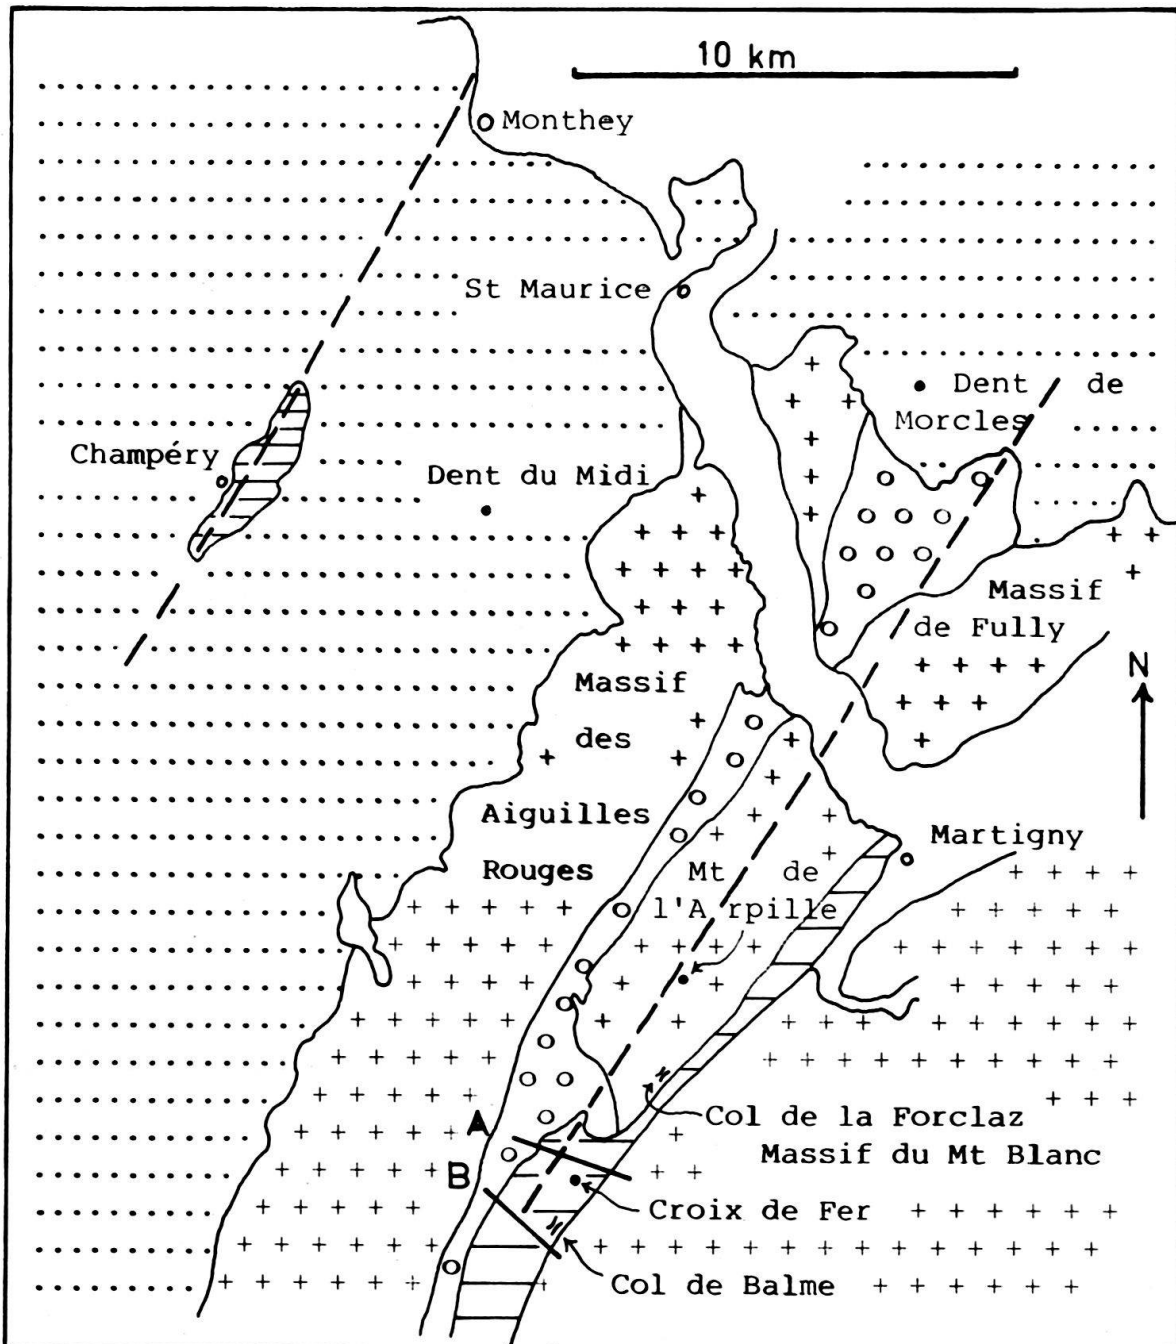 10 km
Monthey
St Maurice
Dent de
Morcles
Champéry
Dent du Midi
Massif
de Fully
N
Massif
des
Aiguilles
Rouges
Martigny
Mt de
l'Arpille
A
Col de la Forclaz
Massif du Mt Blanc
B
Croix de Fer
Col de Balme